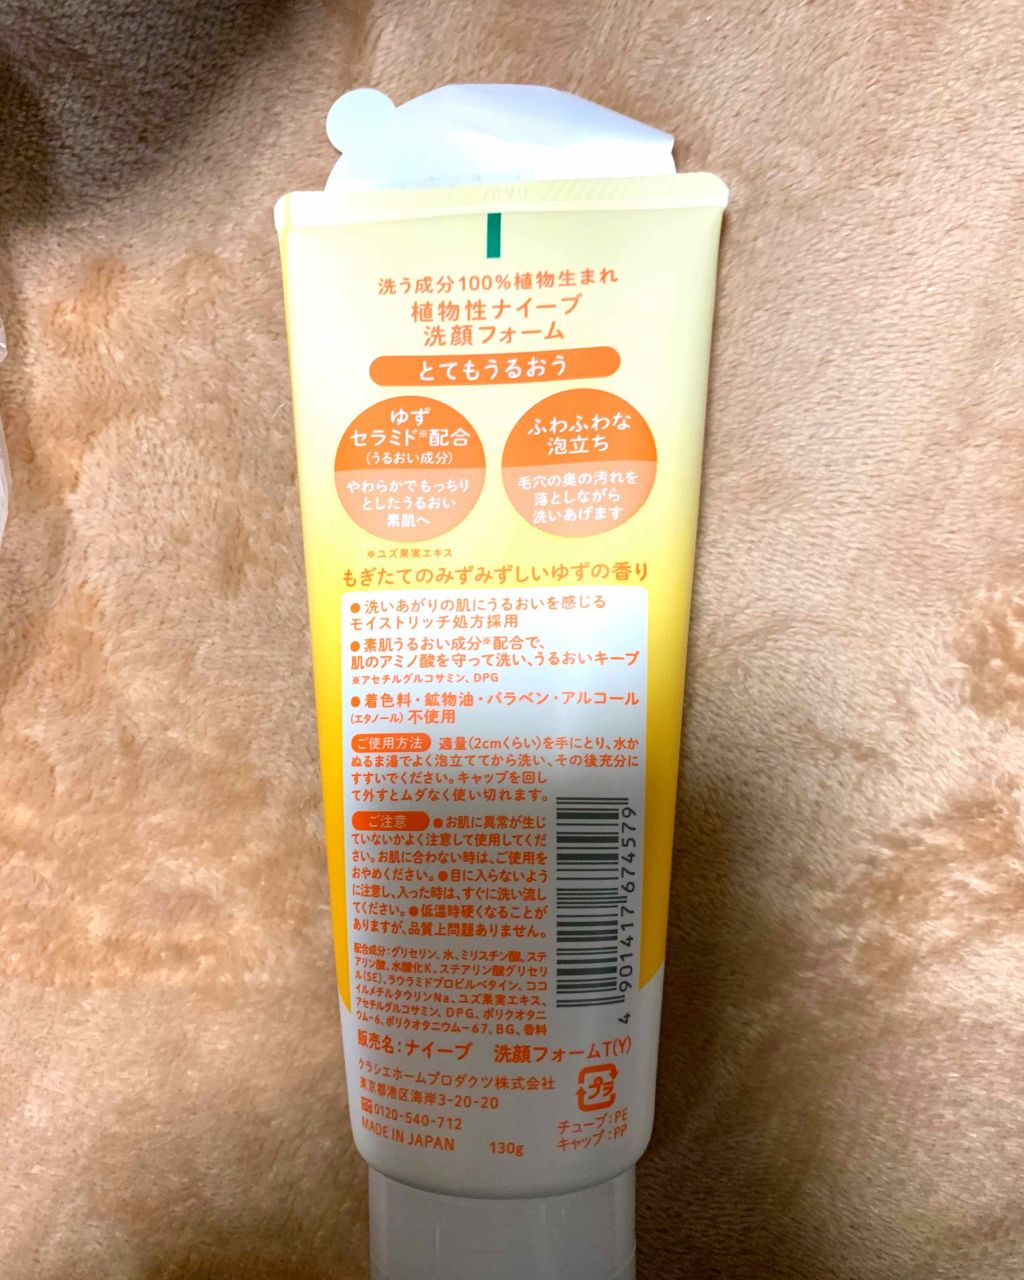 洗う成分100%植物生まれ
植物性ナイーブ
洗顔フォーム
とてもうるおう
ゆず
セラミド※配合
(うるおい成分)
やわらかでもっちり
としたうるおい
素肌へ
ふわふわな
泡立ち
毛穴の奥の汚れを
落としながら
洗いあげます
※ユズ果実エキス
もぎたてのみずみずしいゆずの香り
●洗いあがりの肌にうるおいを感じる
モイストリッチ処方採用
●素肌うるおい成分※配合で、
肌のアミノ酸を守って洗い、うるおいキープ
※アセチルグルコサミン、DPG
●着色料・鉱物油・パラベン・アルコール
(エタノール)不使用
ご使用方法 適量(2cmくらい)を手にとり、水か
ぬるま湯でよく泡立ててから洗い、その後充分に
すすいでください。キャップを回し
て外すとムダなく使い切れます。
ご注意 ●お肌に異常が生じ
ていないかよく注意して使用してくだ
さい。お肌に合わない時は、ご使用を
おやめください。●目に入らないよう
に注意し、入った時は、すぐに洗い流し
てください。●低温時硬くなることが
ありますが、品質上問題ありません。
配合成分:グリセリン、水、ミリスチン酸、ステ
アリン酸、水酸化K、ステアリン酸グリセリ
ル(SE)、ラウラミドプロピルベタイン、ココ
イルメチルタウリンNa、ユズ果実エキス、
アセチルグルコサミン、DPG、ポリクオタニ
ウム-6、ポリクオタニウム-67、BG、香料
4 901417 674579
販売名:ナイーブ 洗顔フォームT(Y)
クラシエホームプロダクツ株式会社
東京都港区海岸3-20-20
0120-540-712
MADE IN JAPAN 130g
プラ
チューブ:PE
キャップ:PP